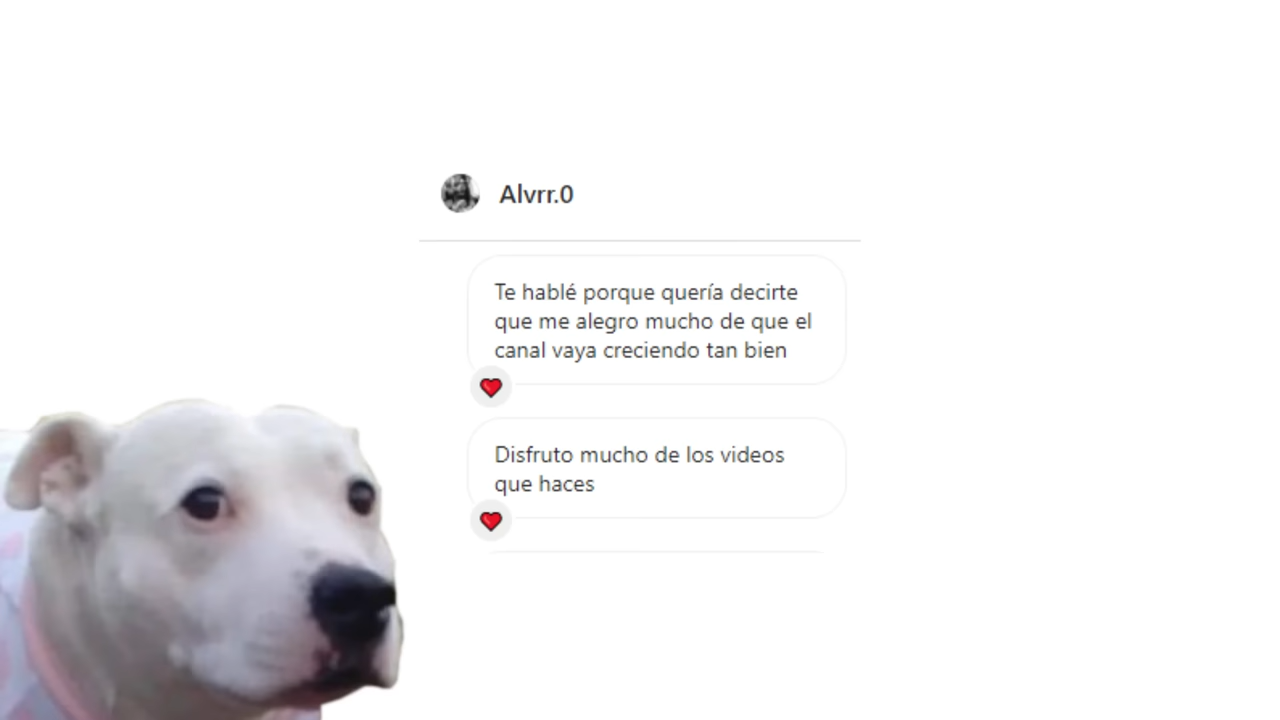 Alvrr.0
Te hablé porque quería decirte
que me alegro mucho de que el
canal vaya creciendo tan bien
Disfruto mucho de los videos
que haces